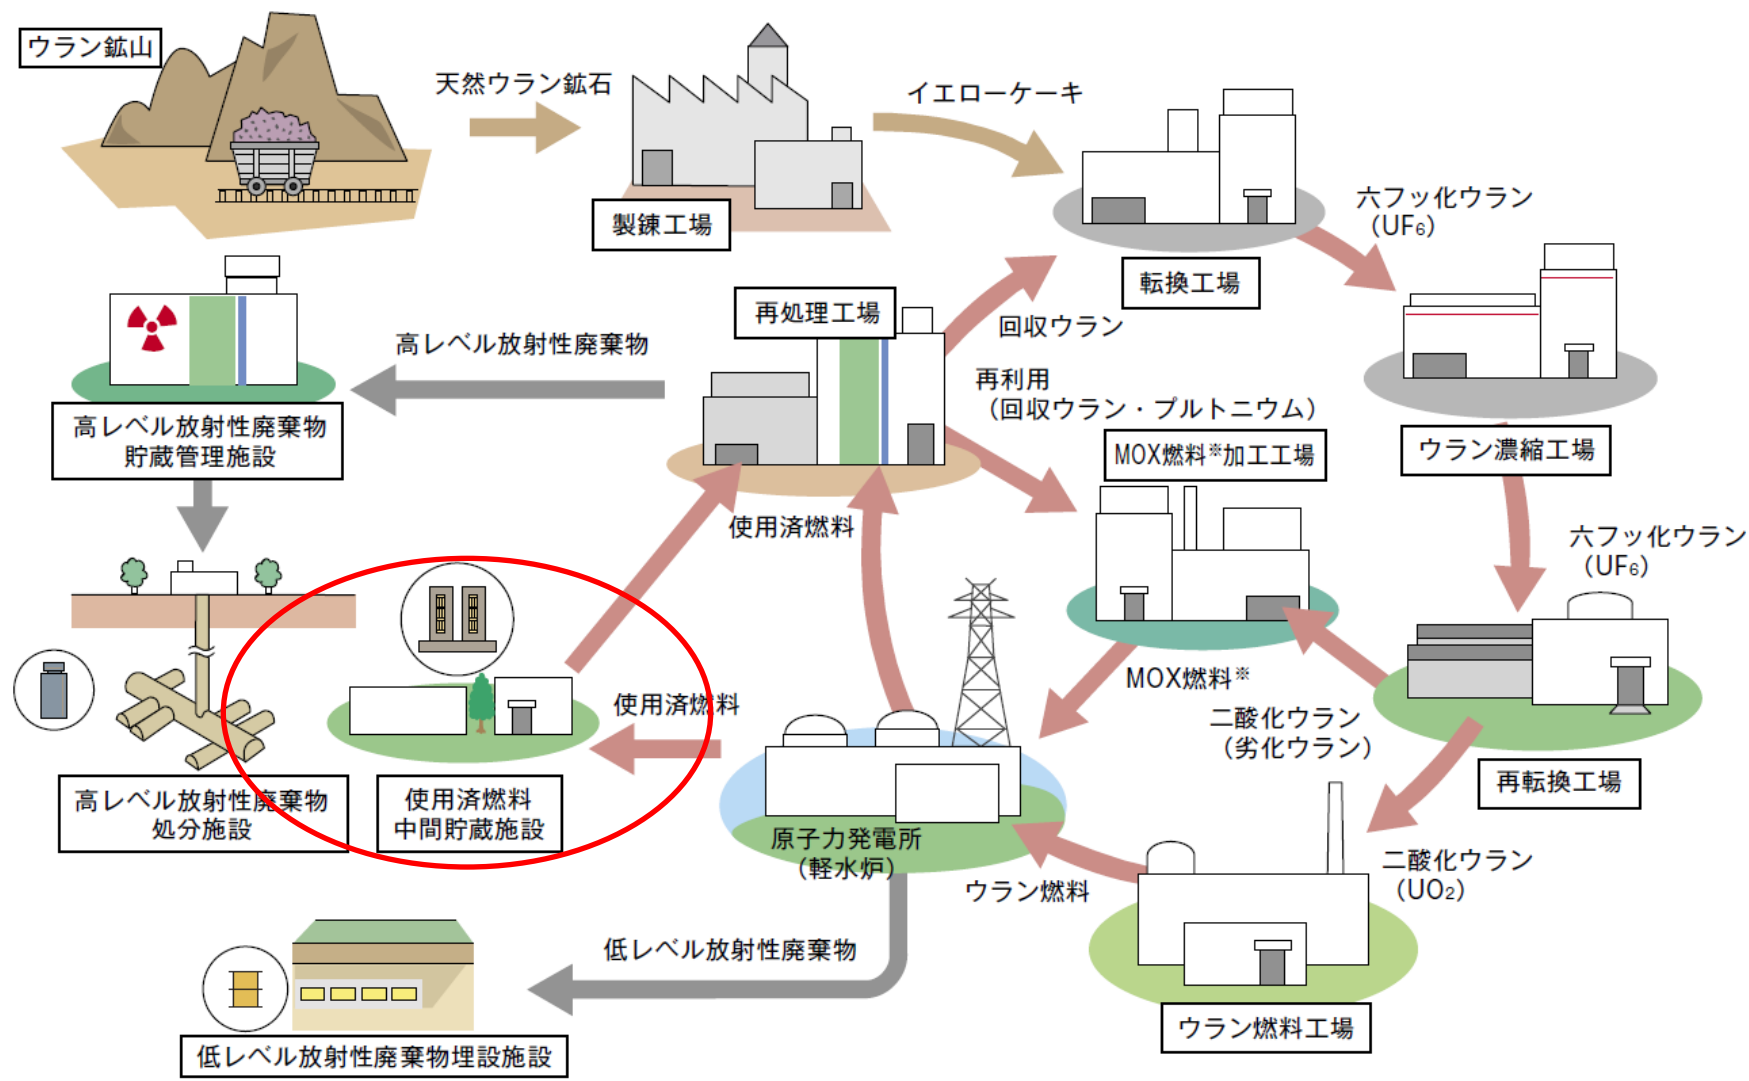 ウラン鉱山
天然ウラン鉱石
製錬工場
イエローケーキ
転換工場
六フッ化ウラン
（UF₆）
ウラン濃縮工場
再処理工場
回収ウラン
再利用
（回収ウラン・プルトニウム）
MOX燃料※加工工場
高レベル放射性廃棄物
高レベル放射性廃棄物
貯蔵管理施設
使用済燃料
六フッ化ウラン
（UF₆）
使用済燃料
MOX燃料※
二酸化ウラン
（劣化ウラン）
再転換工場
高レベル放射性廃棄物
処分施設
使用済燃料
中間貯蔵施設
原子力発電所
（軽水炉）
ウラン燃料
二酸化ウラン
（UO₂）
低レベル放射性廃棄物
ウラン燃料工場
低レベル放射性廃棄物埋設施設